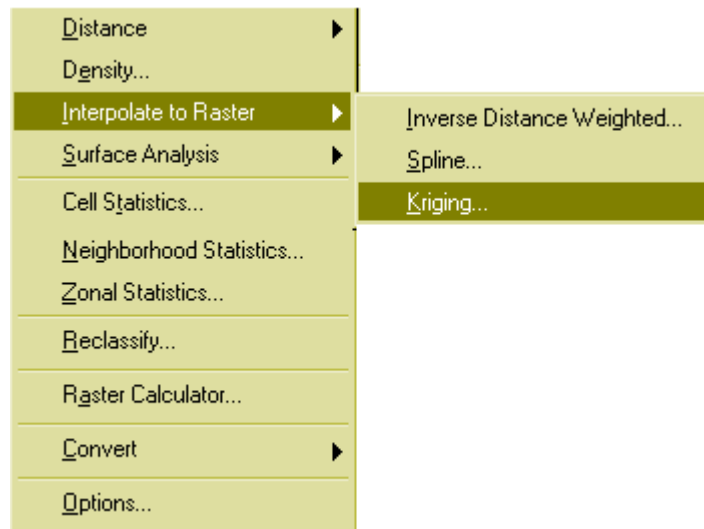 Distance
Density...
Interpolate to Raster
Surface Analysis
Cell Statistics...
Neighborhood Statistics...
Zonal Statistics...
Reclassify...
Raster Calculator...
Convert
Options...
Inverse Distance Weighted...
Spline...
Kriging...